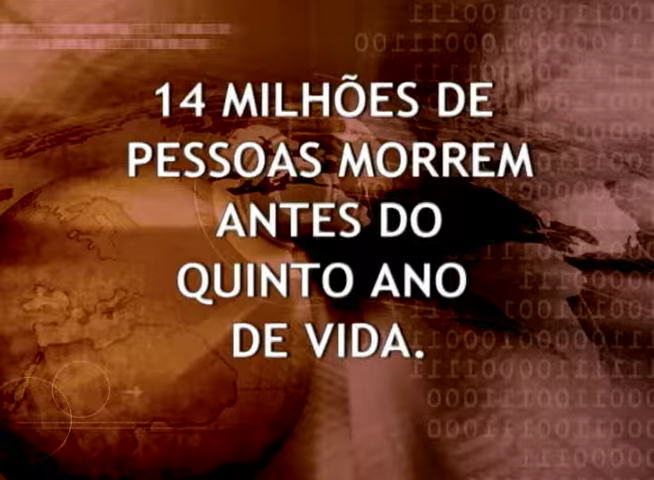 14 MILHÕES DE
PESSOAS MORREM
ANTES DO
QUINTO ANO
DE VIDA.